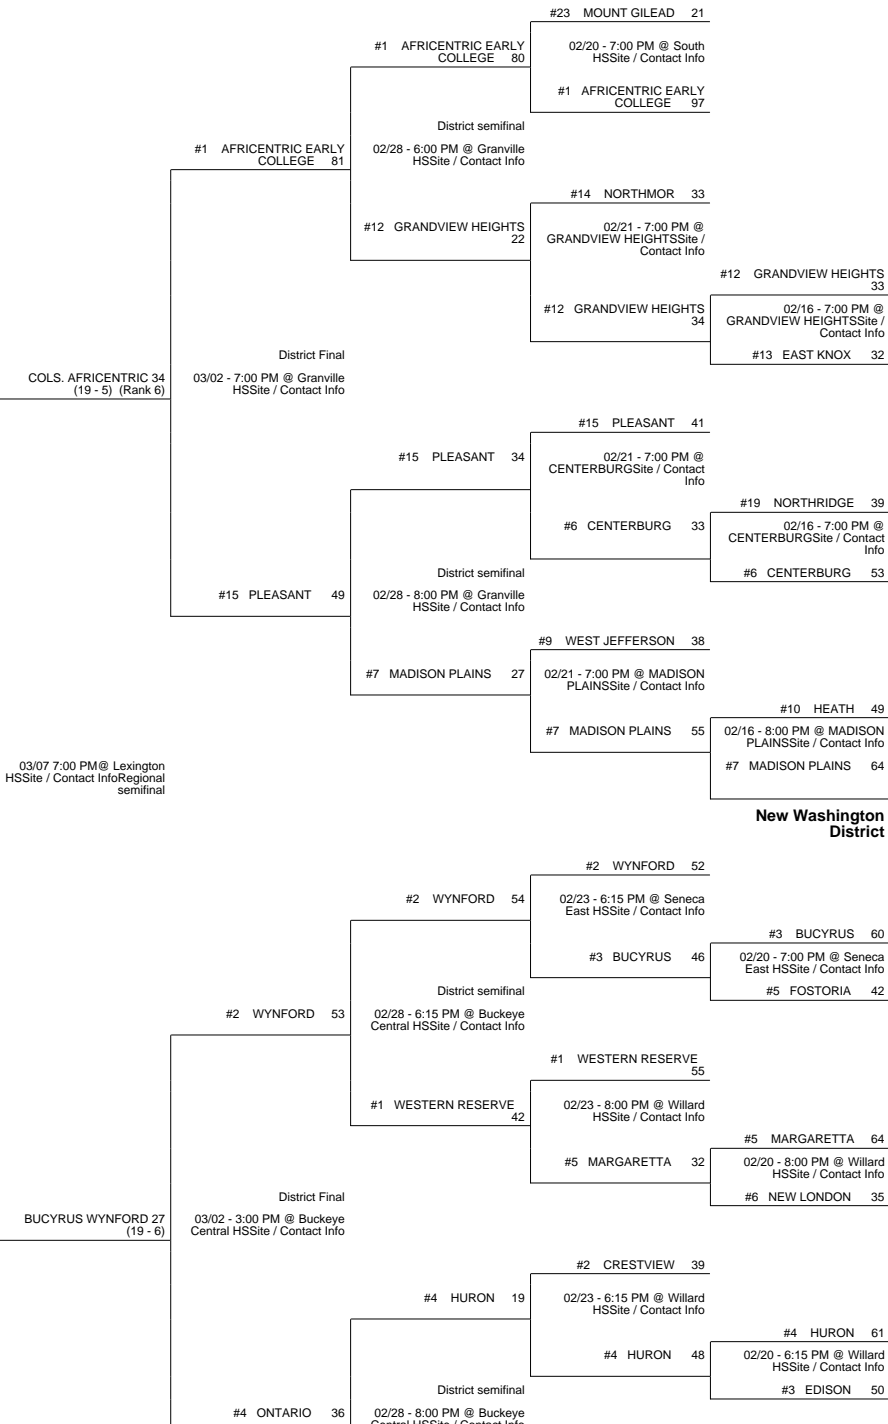 #23 MOUNT GILEAD 21
#1 AFRICENTRIC EARLY
COLLEGE 80
02/20 - 7:00 PM @ South
HSSite / Contact Info
#1 AFRICENTRIC EARLY
COLLEGE 97
District semifinal
#1 AFRICENTRIC EARLY
COLLEGE 81
02/28 - 6:00 PM @ Granville
HSSite / Contact Info
#14 NORTHMOR 33
#12 GRANDVIEW HEIGHTS
22
02/21 - 7:00 PM @
GRANDVIEW HEIGHTSSite /
Contact Info
#12 GRANDVIEW HEIGHTS
33
#12 GRANDVIEW HEIGHTS
34
02/16 - 7:00 PM @
GRANDVIEW HEIGHTSSite /
Contact Info
#13 EAST KNOX 32
District Final
COLS. AFRICENTRIC 34
(19 - 5) (Rank 6)
03/02 - 7:00 PM @ Granville
HSSite / Contact Info
#15 PLEASANT 41
#15 PLEASANT 34
02/21 - 7:00 PM @
CENTERBURGSite / Contact
Info
#19 NORTHRIDGE 39
#6 CENTERBURG 33
02/16 - 7:00 PM @
CENTERBURGSite / Contact
Info
#6 CENTERBURG 53
District semifinal
#15 PLEASANT 49
02/28 - 8:00 PM @ Granville
HSSite / Contact Info
#9 WEST JEFFERSON 38
#7 MADISON PLAINS 27
02/21 - 7:00 PM @ MADISON
PLAINSSite / Contact Info
#10 HEATH 49
#7 MADISON PLAINS 55
02/16 - 8:00 PM @ MADISON
PLAINSSite / Contact Info
#7 MADISON PLAINS 64
03/07 7:00 PM@ Lexington
HSSite / Contact InfoRegional
semifinal
New Washington
District
#2 WYNFORD 52
#2 WYNFORD 54
02/23 - 6:15 PM @ Seneca
East HSSite / Contact Info
#3 BUCYRUS 60
#3 BUCYRUS 46
02/20 - 7:00 PM @ Seneca
East HSSite / Contact Info
#5 FOSTORIA 42
District semifinal
#2 WYNFORD 53
02/28 - 6:15 PM @ Buckeye
Central HSSite / Contact Info
#1 WESTERN RESERVE
55
#1 WESTERN RESERVE
42
02/23 - 8:00 PM @ Willard
HSSite / Contact Info
#5 MARGARETTA 64
#5 MARGARETTA 32
02/20 - 8:00 PM @ Willard
HSSite / Contact Info
#6 NEW LONDON 35
District Final
BUCYRUS WYNFORD 27
(19 - 6)
03/02 - 3:00 PM @ Buckeye
Central HSSite / Contact Info
#2 CRESTVIEW 39
#4 HURON 19
02/23 - 6:15 PM @ Willard
HSSite / Contact Info
#4 HURON 61
#4 HURON 48
02/20 - 6:15 PM @ Willard
HSSite / Contact Info
#3 EDISON 50
District semifinal
#4 ONTARIO 36
02/28 - 8:00 PM @ Buckeye
Central HSSite / Contact Info